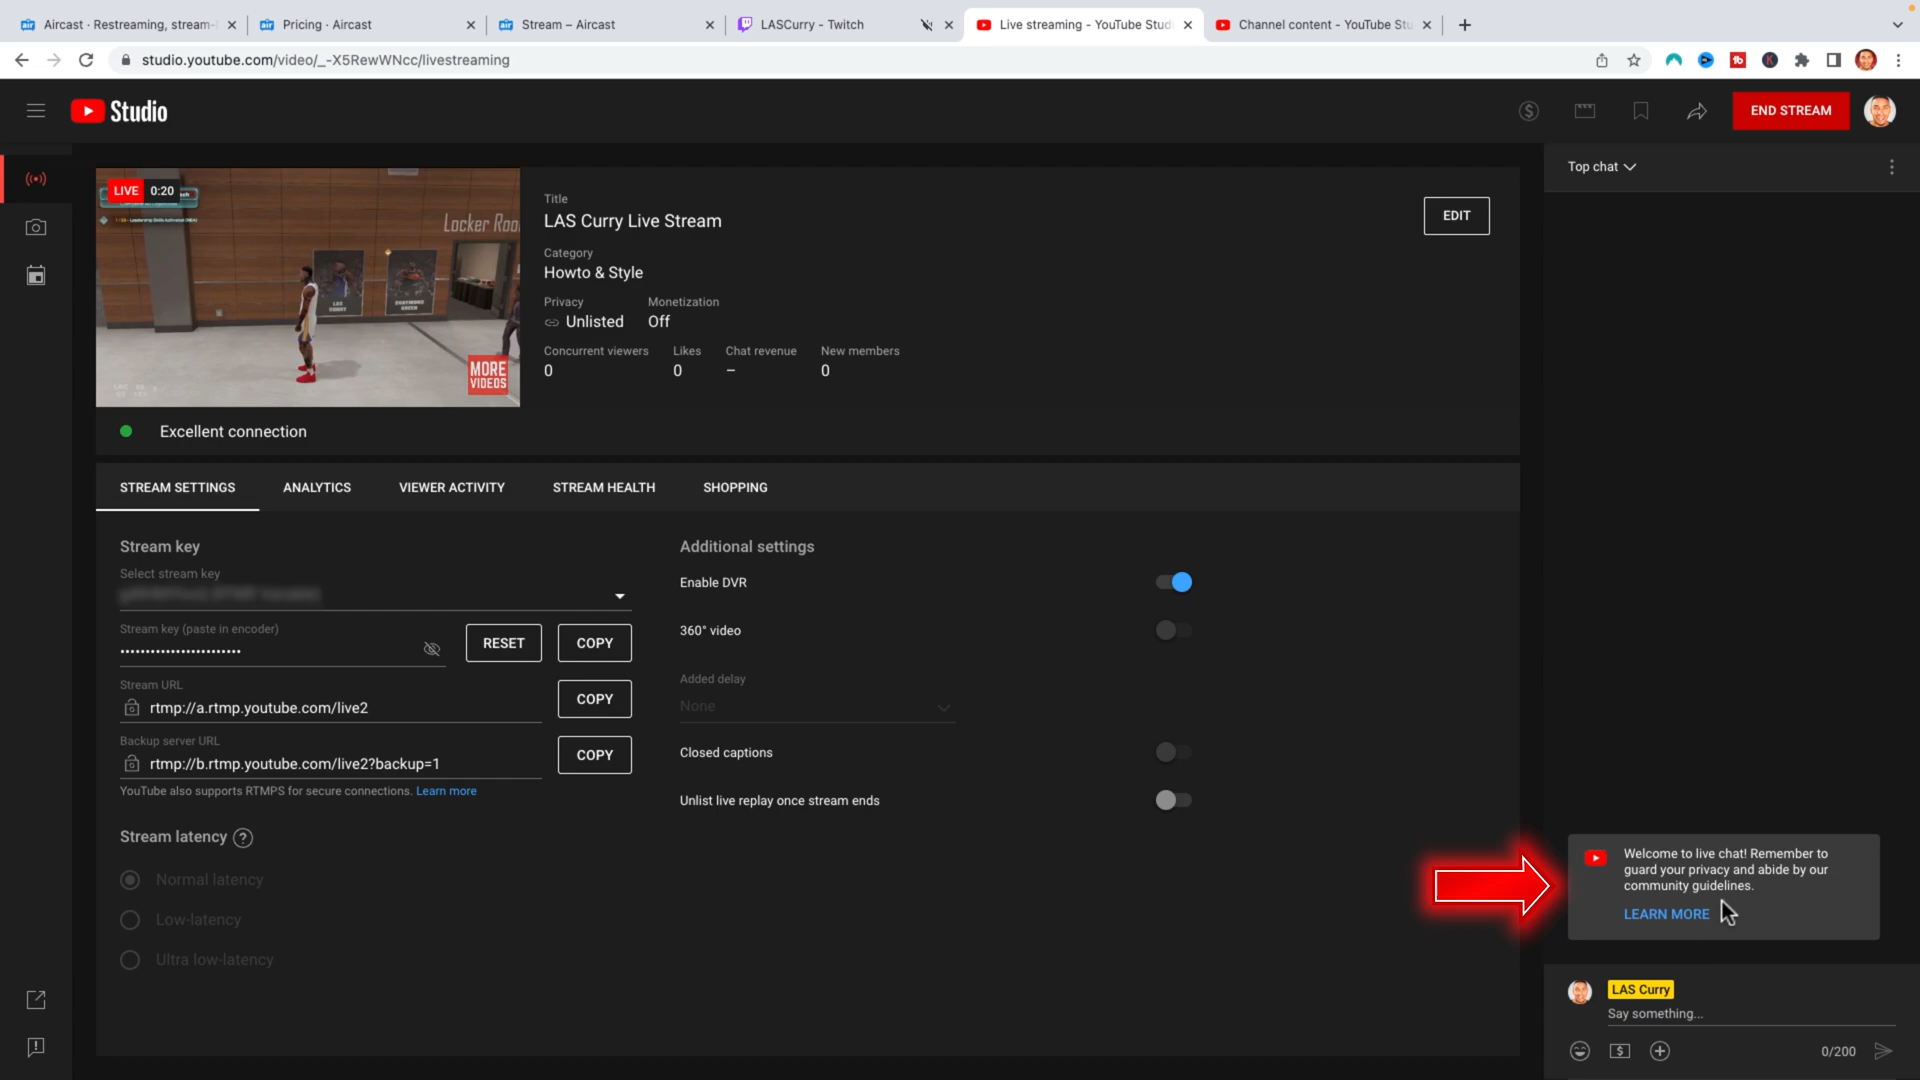 Aircast · Restreaming, stream-
Pricing · Aircast
Stream – Aircast
LASCurry - Twitch
Live streaming - YouTube Stud
Channel content - YouTube Stu
studio.youtube.com/video/_-X5RewWNcc/livestreaming
Studio
END STREAM
LIVE 0:20
Locker Roo
LAS
CURRY
DRAYMOND
GREEN
MORE
VIDEOS
Title
LAS Curry Live Stream
EDIT
Category
Howto & Style
Privacy
Monetization
Unlisted
Off
Concurrent viewers
Likes
Chat revenue
New members
0
0
–
0
Excellent connection
STREAM SETTINGS
ANALYTICS
VIEWER ACTIVITY
STREAM HEALTH
SHOPPING
Stream key
Select stream key
Stream key (paste in encoder)
••••••••••••••••••••••••
RESET
COPY
Stream URL
rtmp://a.rtmp.youtube.com/live2
COPY
Backup server URL
rtmp://b.rtmp.youtube.com/live2?backup=1
COPY
YouTube also supports RTMPS for secure connections. Learn more
Stream latency
Normal latency
Low-latency
Ultra low-latency
Additional settings
Enable DVR
360° video
Added delay
None
Closed captions
Unlist live replay once stream ends
Top chat
Welcome to live chat! Remember to
guard your privacy and abide by our
community guidelines.
LEARN MORE
LAS Curry
Say something...
0/200